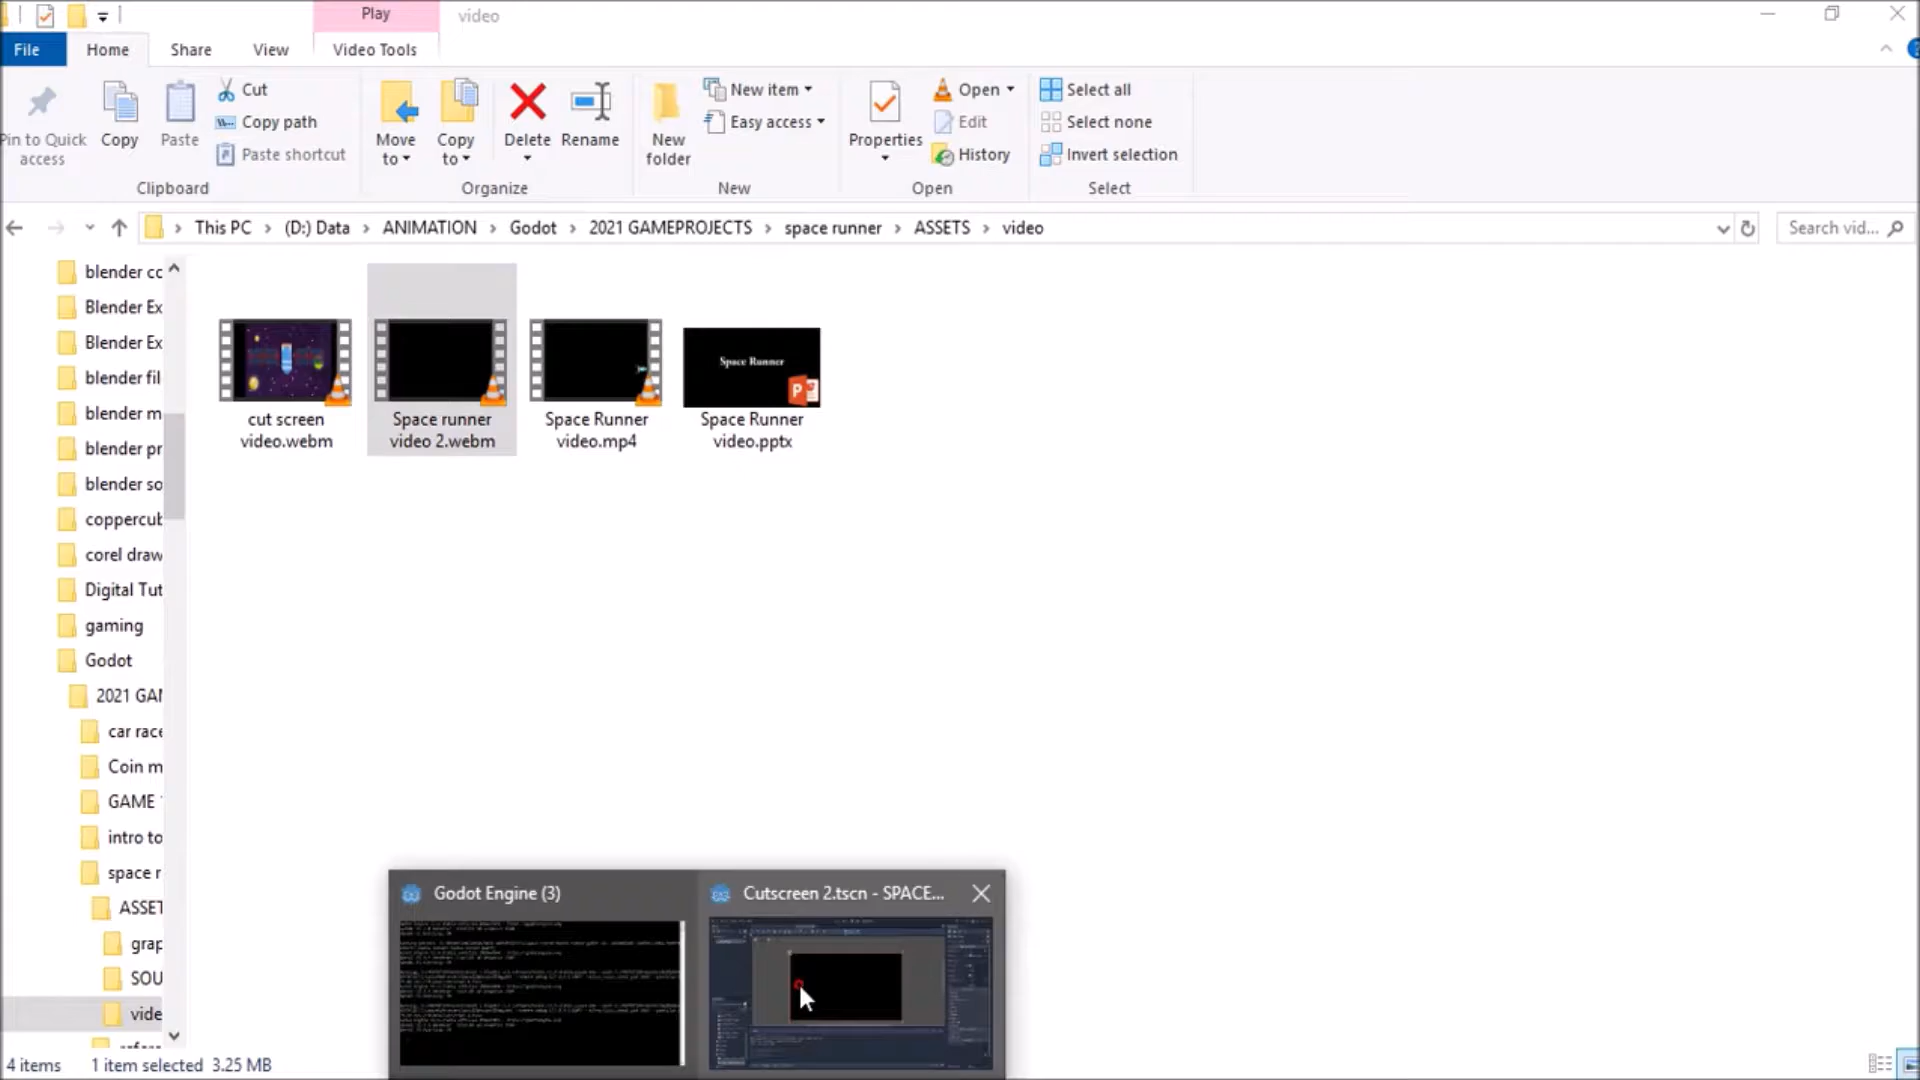 Play
video
File
Home
Share
View
Video Tools
Pin to Quick
access
Copy
Paste
Cut
Copy path
Paste shortcut
Clipboard
Move
to
Copy
to
Delete
Rename
Organize
New
folder
New item
Easy access
New
Properties
Open
Edit
History
Open
Select all
Select none
Invert selection
Select
This PC > (D:) Data > ANIMATION > Godot > 2021 GAMEPROJECTS > space runner > ASSETS > video
Search vid...
blender cc
Blender Ex
Blender Ex
blender fil
blender m
blender pr
blender so
coppercub
corel draw
Digital Tut
gaming
Godot
2021 GAM
car race
Coin m
GAME
intro to
space r
ASSET
grap
SOU
vide
cut screen
video.webm
Space runner
video 2.webm
Space Runner
video.mp4
Space Runner
Space Runner
video.pptx
Godot Engine (3)
Cutscreen 2.tscn - SPACE...
4 items
1 item selected 3.25 MB